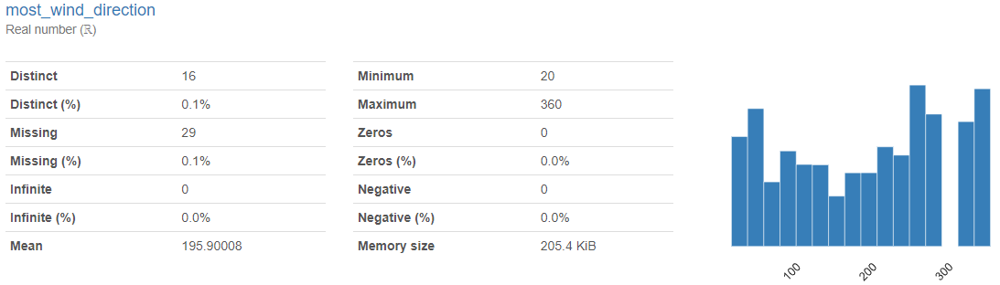 most_wind_direction
Real number (ℝ)
Distinct 16
Distinct (%) 0.1%
Missing 29
Missing (%) 0.1%
Infinite 0
Infinite (%) 0.0%
Mean 195.90008
Minimum 20
Maximum 360
Zeros 0
Zeros (%) 0.0%
Negative 0
Negative (%) 0.0%
Memory size 205.4 KiB
100
200
300